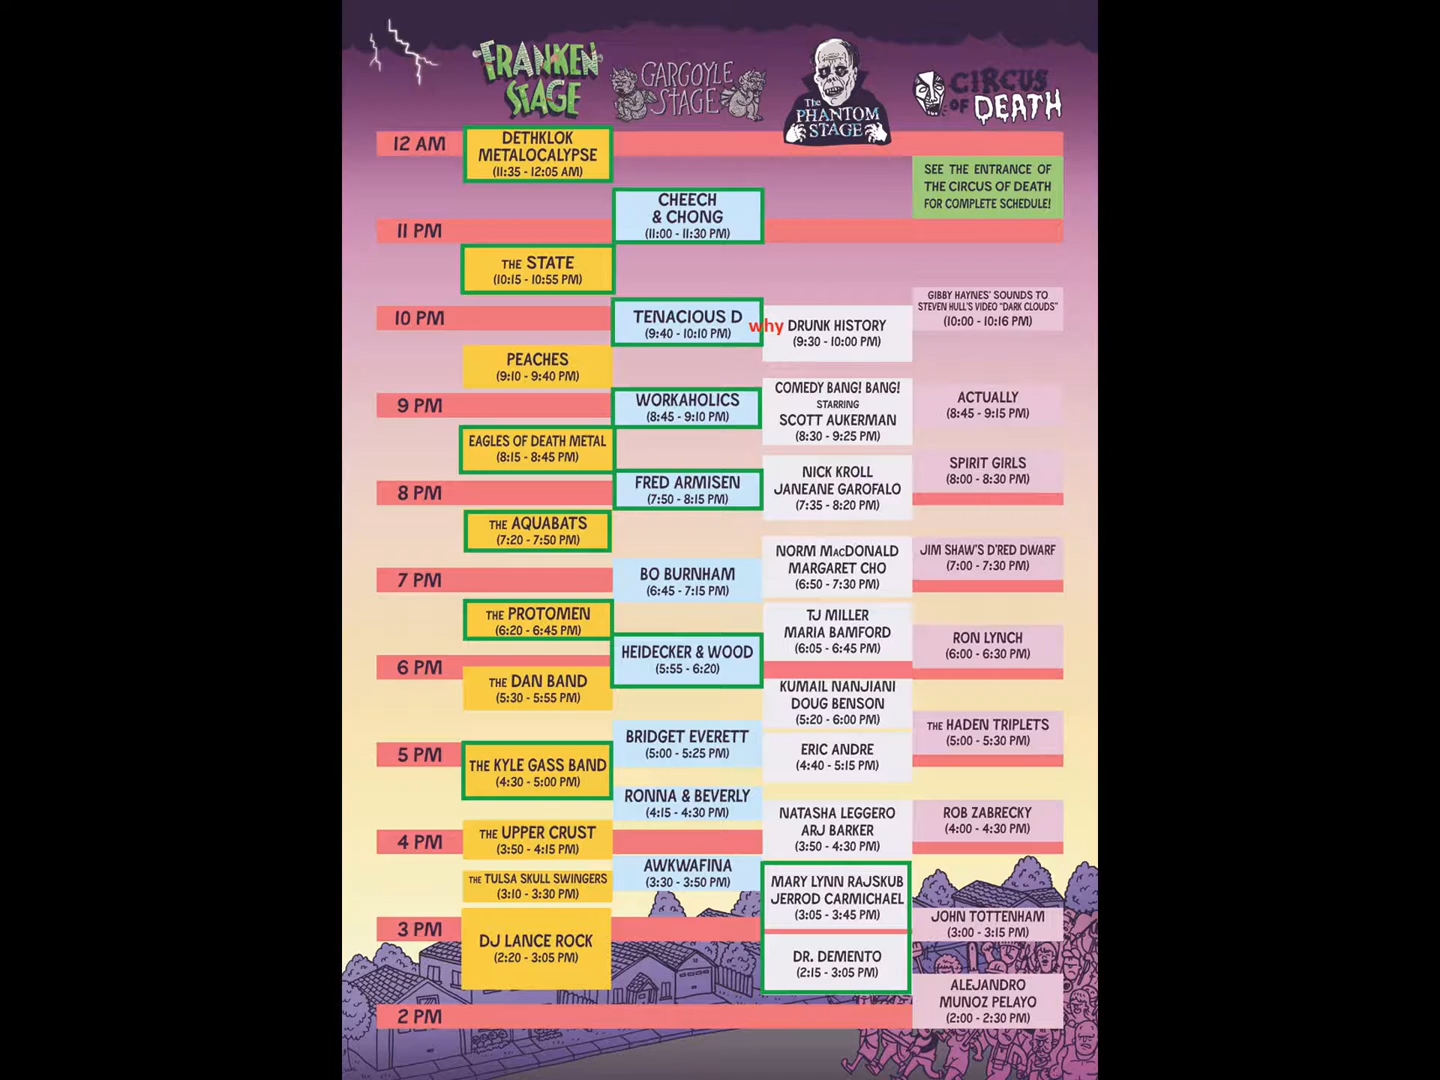 FRANKEN STAGE
GARGOYLE STAGE
The PHANTOM STAGE
CIRCUS OF DEATH
12 AM
DETHKLOK
METALOCALYPSE
(11:35 - 12:05 AM)
SEE THE ENTRANCE OF
THE CIRCUS OF DEATH
FOR COMPLETE SCHEDULE!
CHEECH
& CHONG
(11:00 - 11:30 PM)
11 PM
THE STATE
(10:15 - 10:55 PM)
GIBBY HAYNES' SOUNDS TO
STEVEN HULL'S VIDEO "DARK CLOUDS"
(10:00 - 10:16 PM)
10 PM
TENACIOUS D
(9:40 - 10:10 PM)
why
DRUNK HISTORY
(9:30 - 10:00 PM)
PEACHES
(9:10 - 9:40 PM)
9 PM
WORKAHOLICS
(8:45 - 9:10 PM)
COMEDY BANG! BANG!
STARRING
SCOTT AUKERMAN
(8:30 - 9:25 PM)
ACTUALLY
(8:45 - 9:15 PM)
EAGLES OF DEATH METAL
(8:15 - 8:45 PM)
SPIRIT GIRLS
(8:00 - 8:30 PM)
8 PM
FRED ARMISEN
(7:50 - 8:15 PM)
NICK KROLL
JANEANE GAROFALO
(7:35 - 8:20 PM)
THE AQUABATS
(7:20 - 7:50 PM)
NORM MACDONALD
MARGARET CHO
(6:50 - 7:30 PM)
JIM SHAW'S D'RED DWARF
(7:00 - 7:30 PM)
7 PM
BO BURNHAM
(6:45 - 7:15 PM)
THE PROTOMEN
(6:20 - 6:45 PM)
TJ MILLER
MARIA BAMFORD
(6:05 - 6:45 PM)
RON LYNCH
(6:00 - 6:30 PM)
6 PM
HEIDECKER & WOOD
(5:55 - 6:20)
THE DAN BAND
(5:30 - 5:55 PM)
KUMAIL NANJIANI
DOUG BENSON
(5:20 - 6:00 PM)
THE HADEN TRIPLETS
(5:00 - 5:30 PM)
BRIDGET EVERETT
(5:00 - 5:25 PM)
ERIC ANDRE
(4:40 - 5:15 PM)
5 PM
THE KYLE GASS BAND
(4:30 - 5:00 PM)
RONNA & BEVERLY
(4:15 - 4:30 PM)
NATASHA LEGGERO
ARJ BARKER
(3:50 - 4:30 PM)
ROB ZABRECKY
(4:00 - 4:30 PM)
4 PM
THE UPPER CRUST
(3:50 - 4:15 PM)
AWKWAFINA
(3:30 - 3:50 PM)
THE TULSA SKULL SWINGERS
(3:10 - 3:30 PM)
MARY LYNN RAJSKUB
JERROD CARMICHAEL
(3:05 - 3:45 PM)
JOHN TOTTENHAM
(3:00 - 3:15 PM)
3 PM
DJ LANCE ROCK
(2:20 - 3:05 PM)
DR. DEMENTO
(2:15 - 3:05 PM)
ALEJANDRO
MUNOZ PELAYO
(2:00 - 2:30 PM)
2 PM